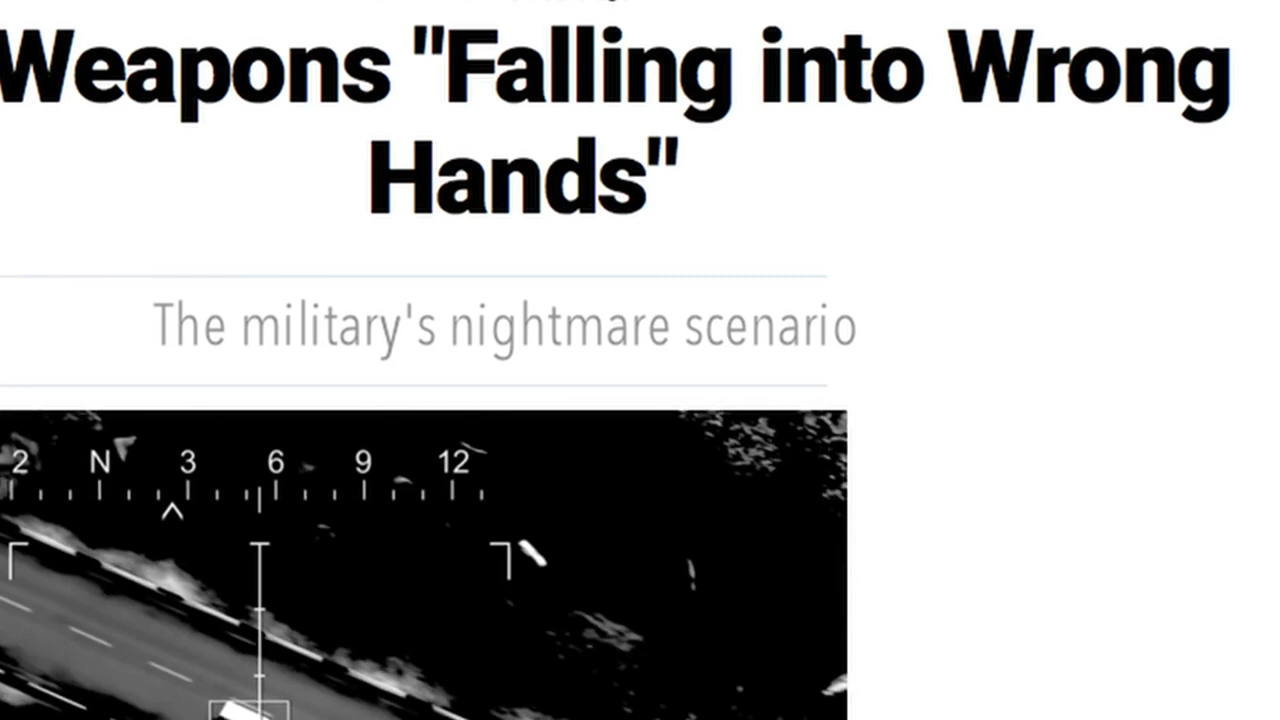 Weapons "Falling into Wrong
Hands"
The military's nightmare scenario
2 N 3 6 9 12